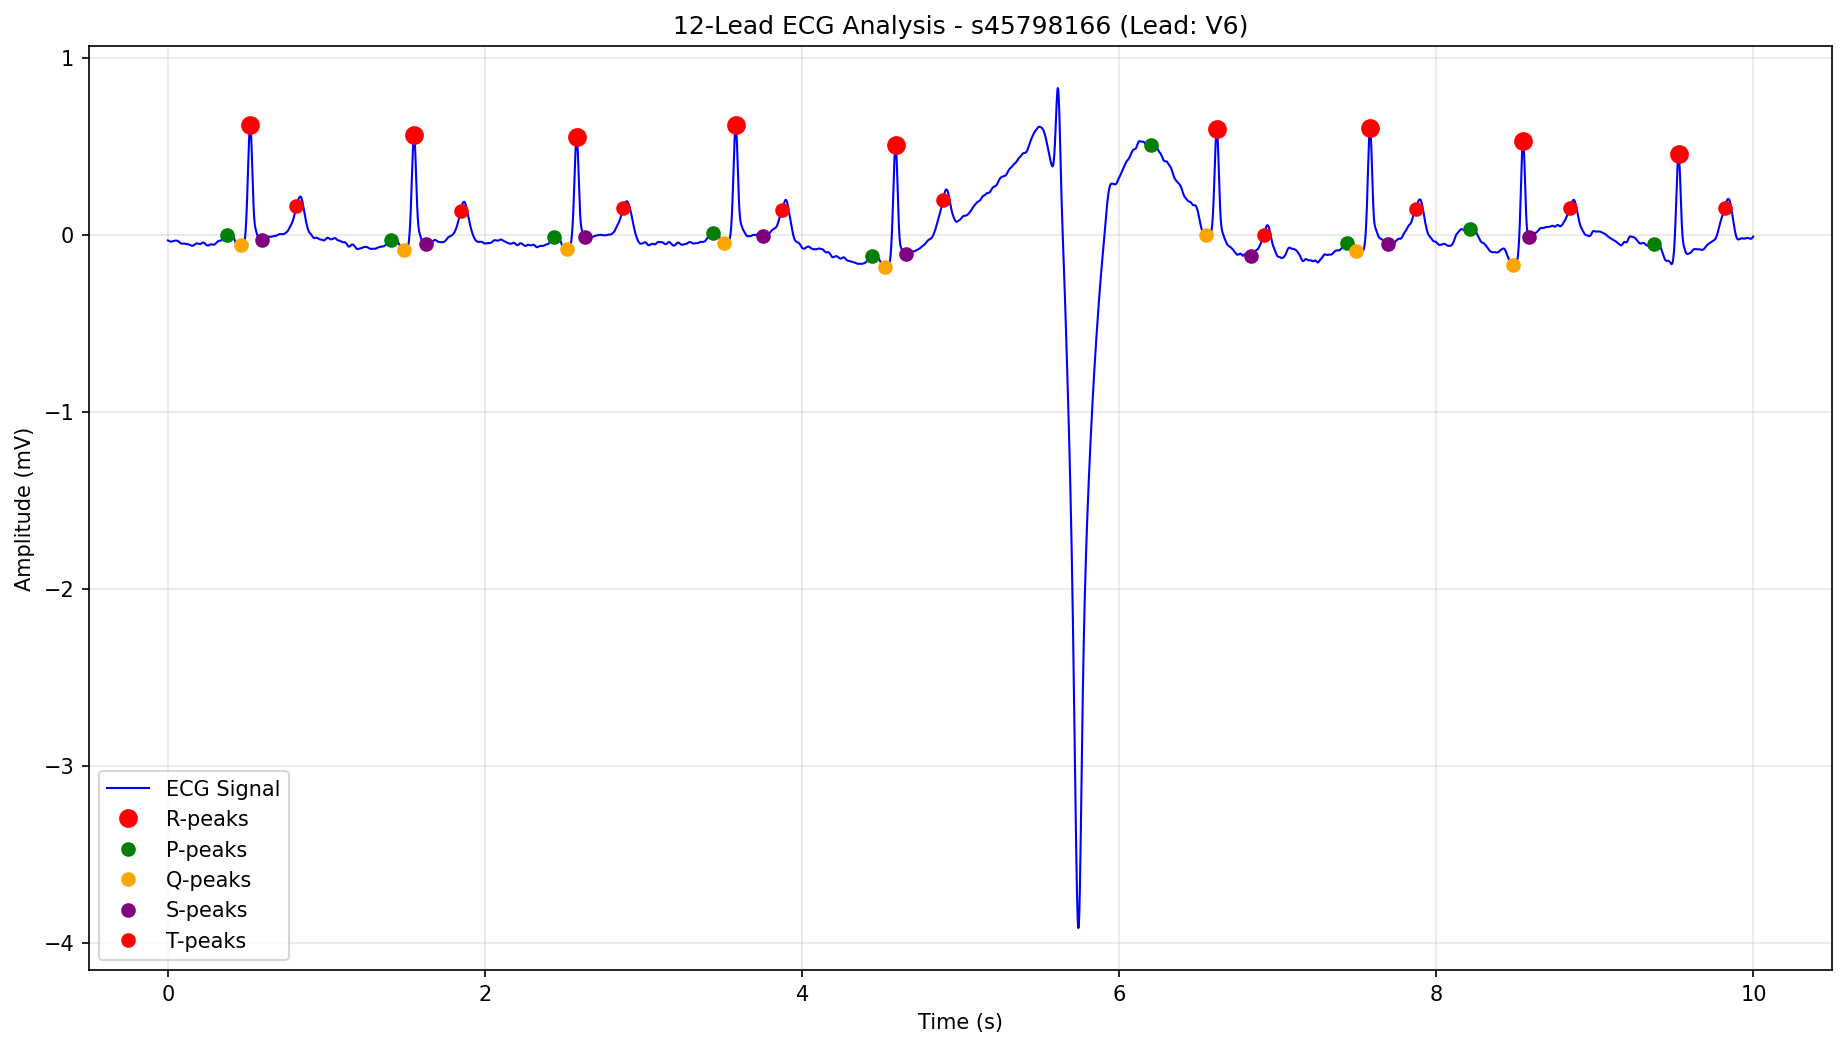 12-Lead ECG Analysis - s45798166 (Lead: V6)
1
0
−1
−2
−3
−4
Amplitude (mV)
ECG Signal
R-peaks
P-peaks
Q-peaks
S-peaks
T-peaks
0 2 4 6 8 10
Time (s)